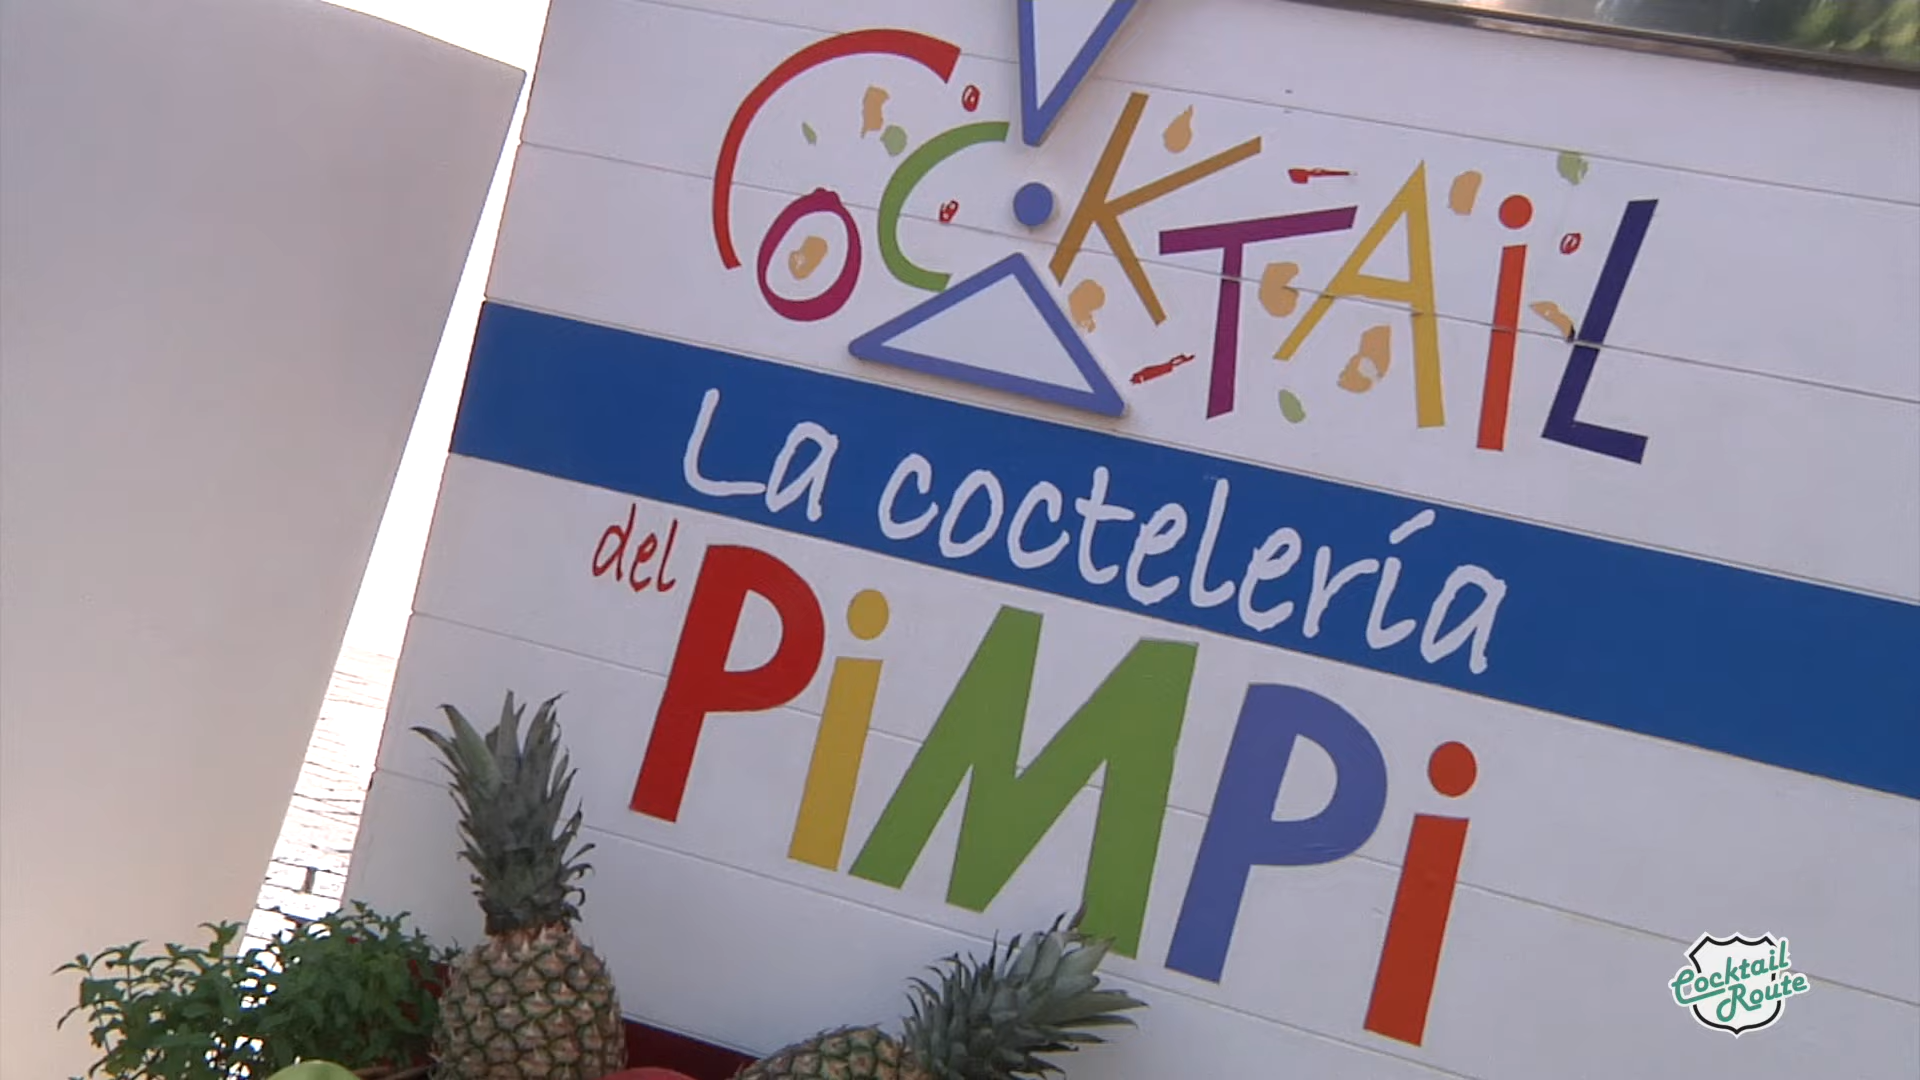 COCKTAiL
La coctelería
del PiMPi
Cocktail
Route